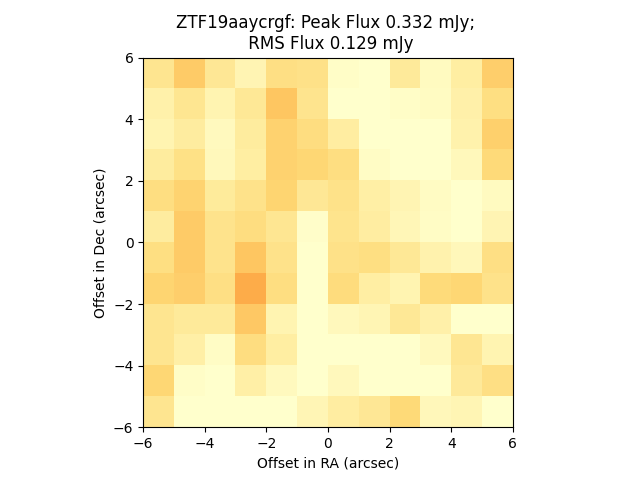 ZTF19aaycrgf: Peak Flux 0.332 mJy;
RMS Flux 0.129 mJy
6
4
2
0
−2
−4
−6
Offset in Dec (arcsec)
−6 −4 −2 0 2 4 6
Offset in RA (arcsec)